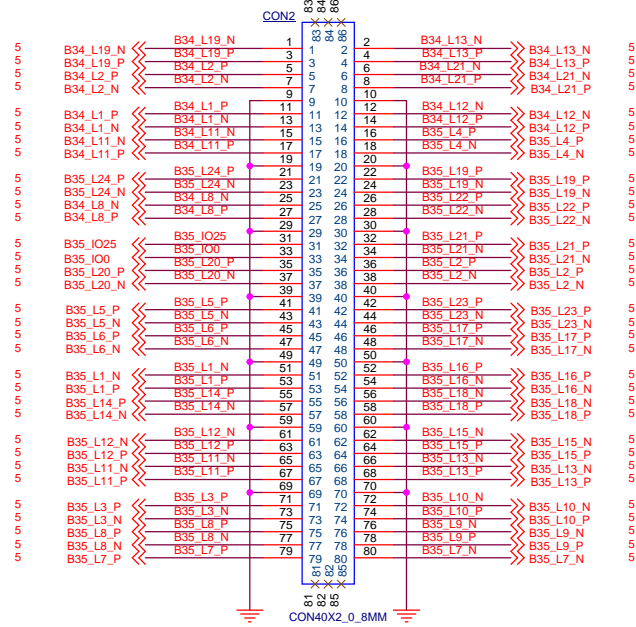 83 84 86
CON2
83 84 86
5 B34_L19_N B34_L19_N 1 1 2 2 B34_L13_N B34_L13_N 5
5 B34_L19_P B34_L19_P 3 3 4 4 B34_L13_P B34_L13_P 5
5 B34_L2_P B34_L2_P 5 5 6 6 B34_L21_N B34_L21_N 5
5 B34_L2_N B34_L2_N 7 7 8 8 B34_L21_P B34_L21_P 5
9 9 10 10
5 B34_L1_P B34_L1_P 11 11 12 12 B34_L12_N B34_L12_N 5
5 B34_L1_N B34_L1_N 13 13 14 14 B34_L12_P B34_L12_P 5
5 B34_L11_N B34_L11_N 15 15 16 16 B35_L4_P B35_L4_P 5
5 B34_L11_P B34_L11_P 17 17 18 18 B35_L4_N B35_L4_N 5
19 19 20 20
5 B35_L24_P B35_L24_P 21 21 22 22 B35_L19_P B35_L19_P 5
5 B35_L24_N B35_L24_N 23 23 24 24 B35_L19_N B35_L19_N 5
5 B34_L8_N B34_L8_N 25 25 26 26 B35_L22_P B35_L22_P 5
5 B34_L8_P B34_L8_P 27 27 28 28 B35_L22_N B35_L22_N 5
29 29 30 30
5 B35_IO25 B35_IO25 31 31 32 32 B35_L21_P B35_L21_P 5
5 B35_IO0 B35_IO0 33 33 34 34 B35_L21_N B35_L21_N 5
5 B35_L20_P B35_L20_P 35 35 36 36 B35_L2_P B35_L2_P 5
5 B35_L20_N B35_L20_N 37 37 38 38 B35_L2_N B35_L2_N 5
39 39 40 40
5 B35_L5_P B35_L5_P 41 41 42 42 B35_L23_P B35_L23_P 5
5 B35_L5_N B35_L5_N 43 43 44 44 B35_L23_N B35_L23_N 5
5 B35_L6_P B35_L6_P 45 45 46 46 B35_L17_P B35_L17_P 5
5 B35_L6_N B35_L6_N 47 47 48 48 B35_L17_N B35_L17_N 5
49 49 50 50
5 B35_L1_N B35_L1_N 51 51 52 52 B35_L16_P B35_L16_P 5
5 B35_L1_P B35_L1_P 53 53 54 54 B35_L16_N B35_L16_N 5
5 B35_L14_P B35_L14_P 55 55 56 56 B35_L18_N B35_L18_N 5
5 B35_L14_N B35_L14_N 57 57 58 58 B35_L18_P B35_L18_P 5
59 59 60 60
5 B35_L12_N B35_L12_N 61 61 62 62 B35_L15_N B35_L15_N 5
5 B35_L12_P B35_L12_P 63 63 64 64 B35_L15_P B35_L15_P 5
5 B35_L11_N B35_L11_N 65 65 66 66 B35_L13_N B35_L13_N 5
5 B35_L11_P B35_L11_P 67 67 68 68 B35_L13_P B35_L13_P 5
69 69 70 70
5 B35_L3_P B35_L3_P 71 71 72 72 B35_L10_N B35_L10_N 5
5 B35_L3_N B35_L3_N 73 73 74 74 B35_L10_P B35_L10_P 5
5 B35_L8_P B35_L8_P 75 75 76 76 B35_L9_N B35_L9_N 5
5 B35_L8_N B35_L8_N 77 77 78 78 B35_L9_P B35_L9_P 5
5 B35_L7_P B35_L7_P 79 79 80 80 B35_L7_N B35_L7_N 5
81 82 85
81 82 85
CON40X2_0_8MM